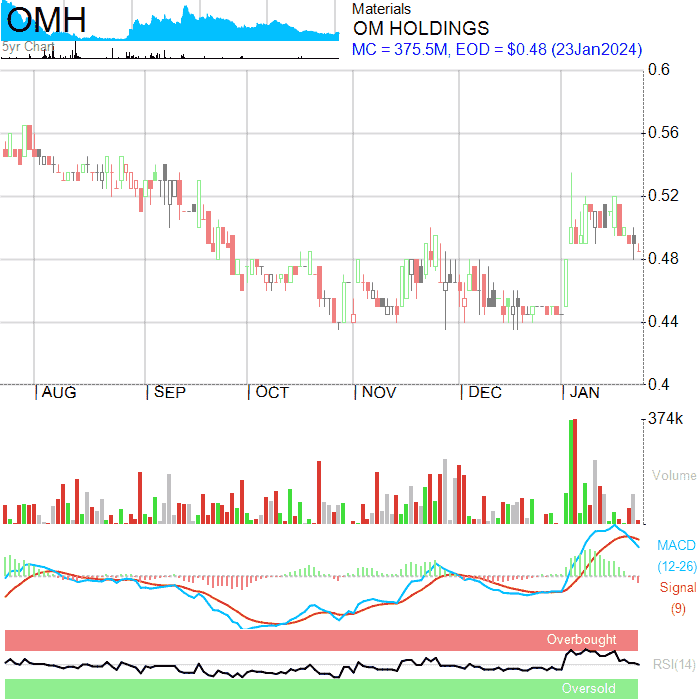 OMH
5yr Chart
Materials
OM HOLDINGS
MC = 375.5M, EOD = $0.48 (23Jan2024)
0.6
0.56
0.52
0.48
0.44
0.4
AUG SEP OCT NOV DEC JAN
374k
Volume
MACD
(12-26)
Signal
(9)
Overbought
RSI(14)
Oversold